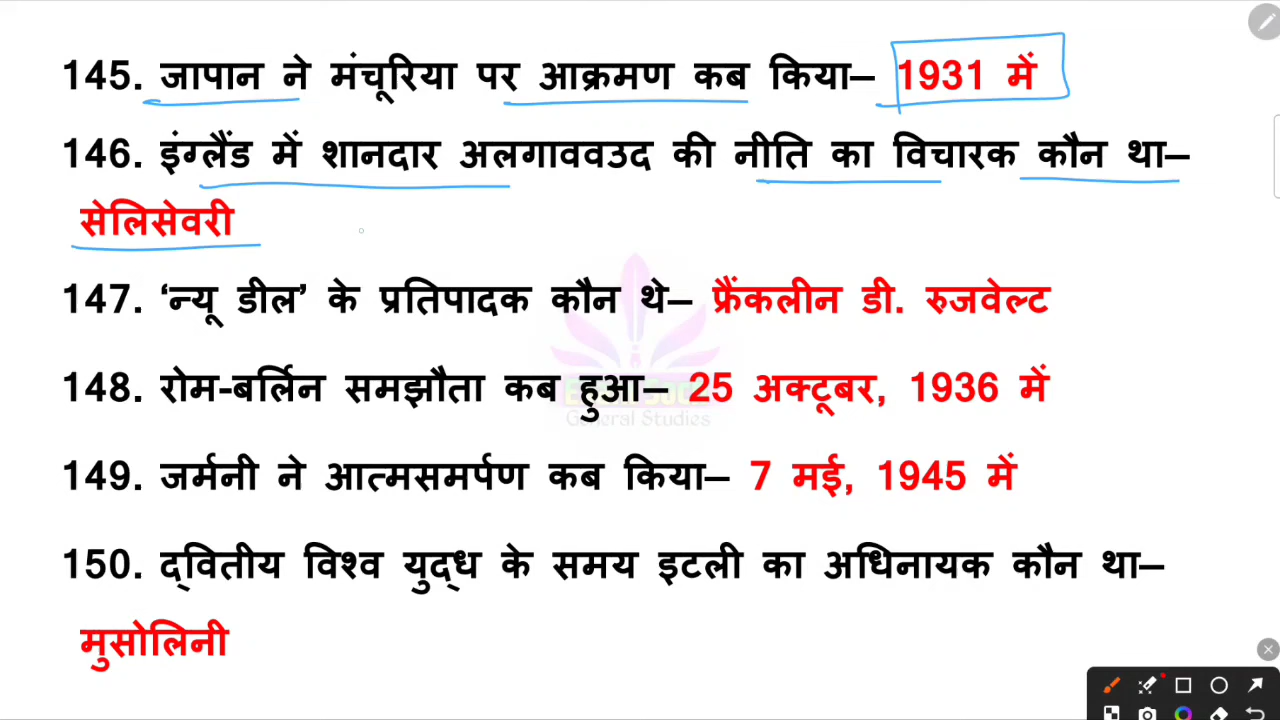 145. जापान ने मंचूरिया पर आक्रमण कब किया– 1931 में
146. इंग्लैंड में शानदार अलगाववउद की नीति का विचारक कौन था–
सेलिसेवरी
147. ‘न्यू डील’ के प्रतिपादक कौन थे– फ्रैंकलीन डी. रुजवेल्ट
148. रोम-बर्लिन समझौता कब हुआ– 25 अक्टूबर, 1936 में
General Studies
149. जर्मनी ने आत्मसमर्पण कब किया– 7 मई, 1945 में
150. द्वितीय विश्व युद्ध के समय इटली का अधिनायक कौन था–
मुसोलिनी